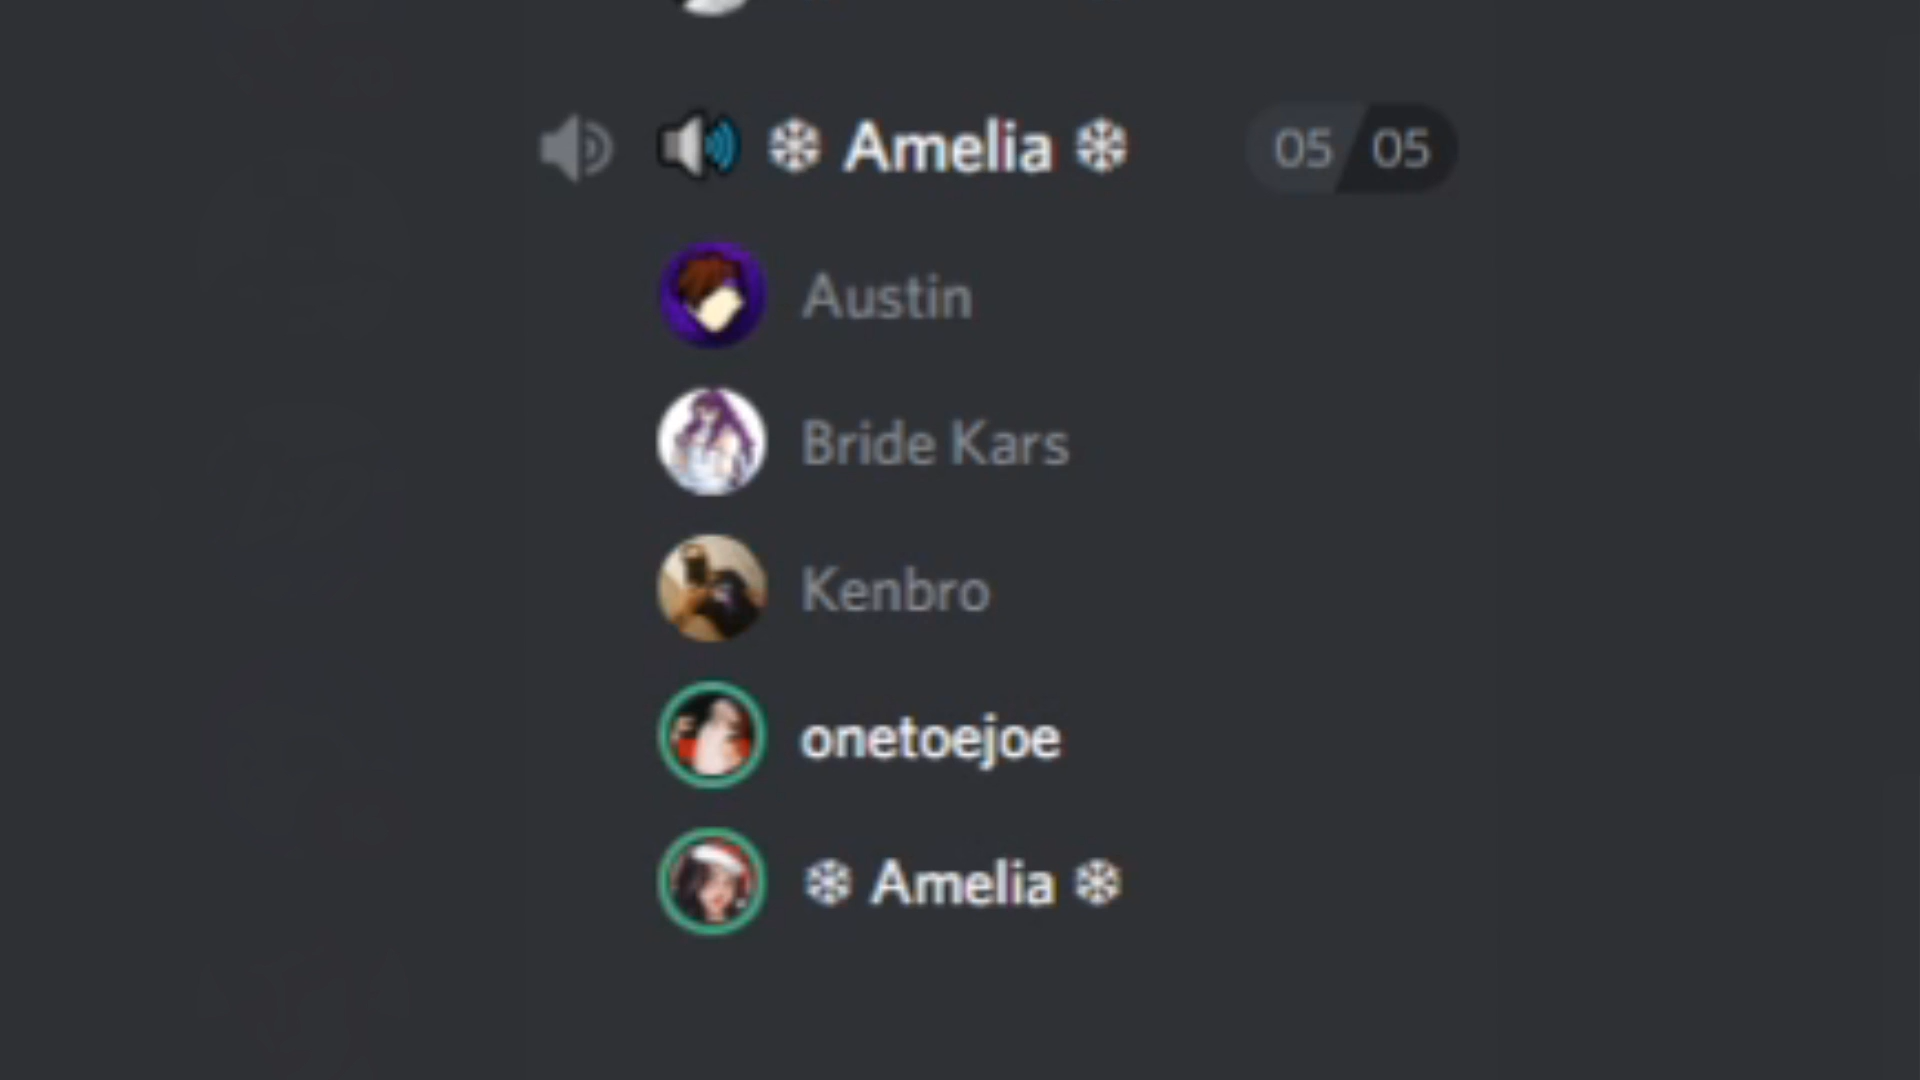 🔊 ❄ Amelia ❄ 05 / 05
Austin
Bride Kars
Kenbro
onetoejoe
❄ Amelia ❄